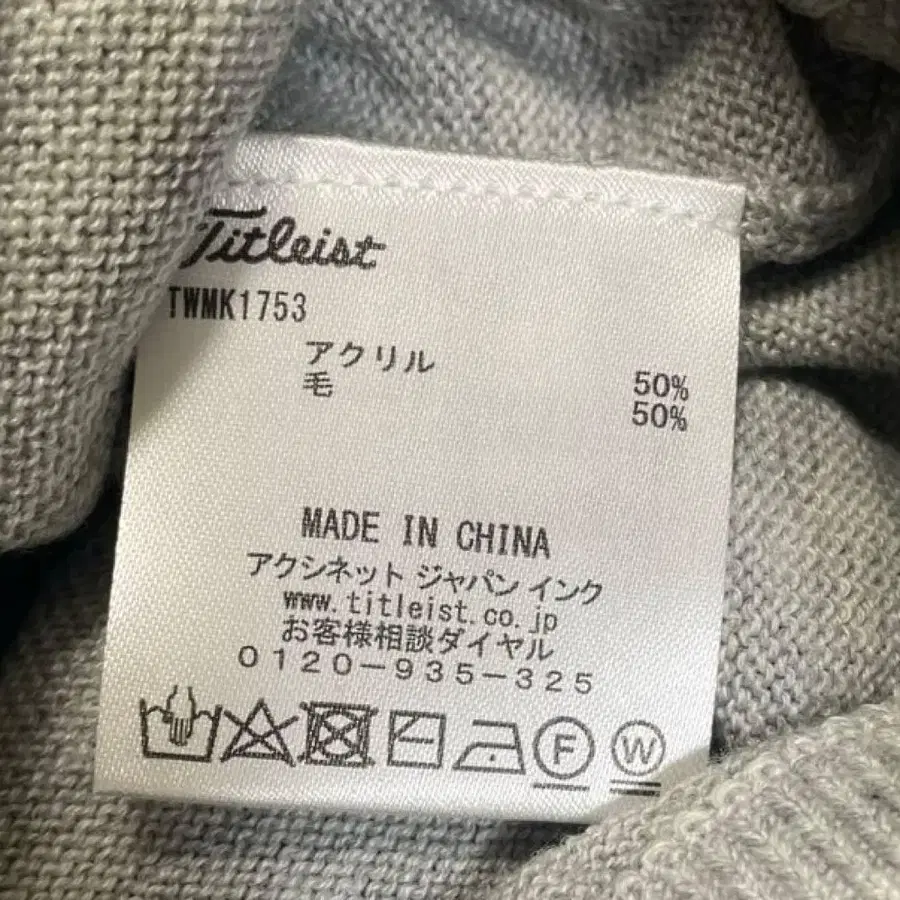 Titleist
TWMK1753
アクリル 50%
毛 50%
MADE IN CHINA
アクシネット ジャパン インク
www.titleist.co.jp
お客様相談ダイヤル
0120-935-325
F W